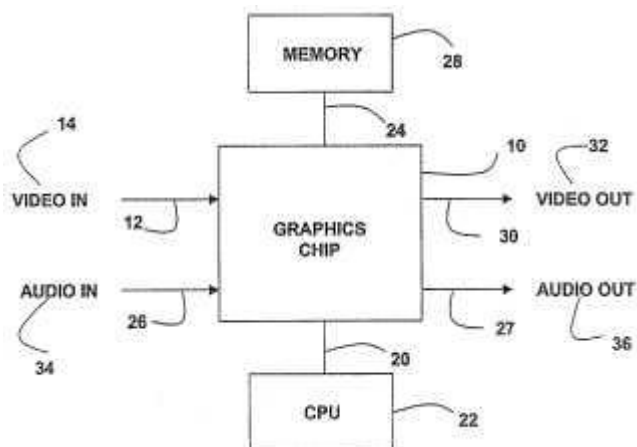 MEMORY
28
14
24
10
32
VIDEO IN
12
GRAPHICS
CHIP
30
VIDEO OUT
AUDIO IN
26
27
AUDIO OUT
34
20
36
CPU
22